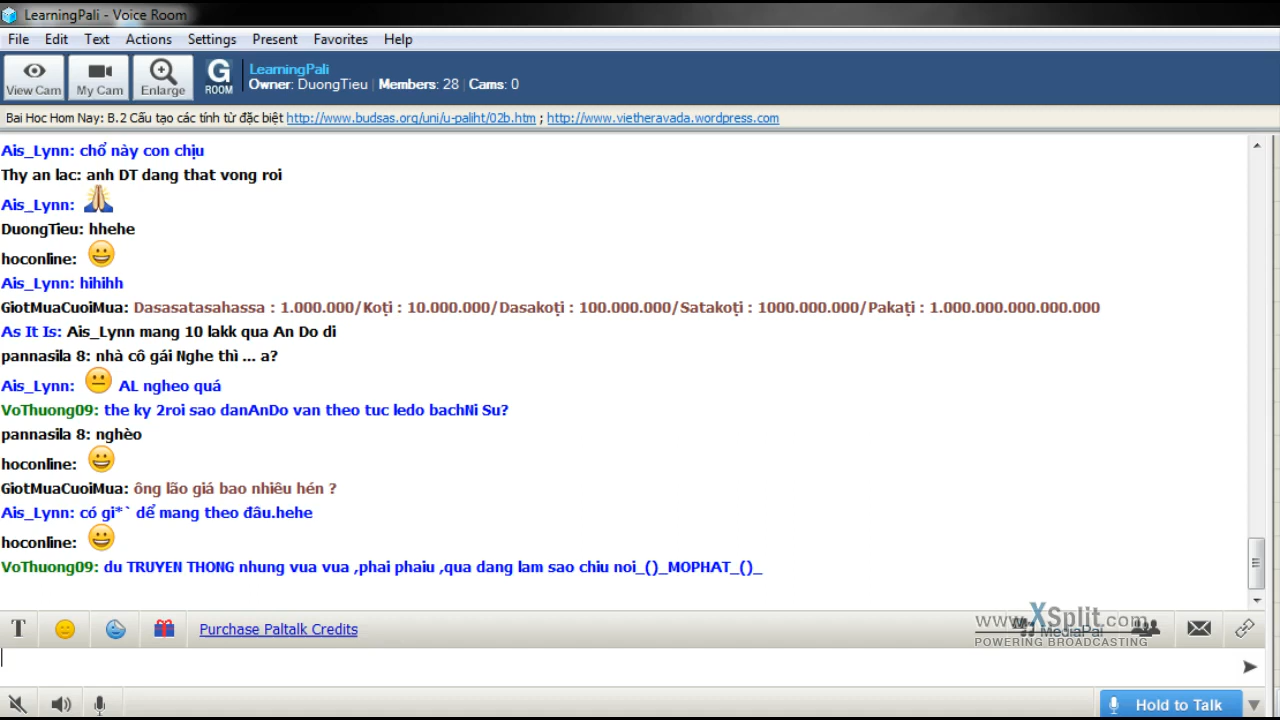 LearningPali - Voice Room
File Edit Text Actions Settings Present Favorites Help
View Cam My Cam Enlarge G ROOM
LearningPali
Owner: DuongTieu | Members: 28 | Cams: 0
Bai Hoc Hom Nay: B.2 Cấu tạo các tính từ đặc biệt http://www.budsas.org/uni/u-paliht/02b.htm ; http://www.vietheravada.wordpress.com
Ais_Lynn: chổ này con chịu
Thy an lac: anh DT dang that vong roi
Ais_Lynn:
DuongTieu: hhehe
hoconline:
Ais_Lynn: hihihh
GiotMuaCuoiMua: Dasasatasahassa : 1.000.000/Koṭi : 10.000.000/Dasakoṭi : 100.000.000/Satakoṭi : 1000.000.000/Pakaṭi : 1.000.000.000.000.000
As It Is: Ais_Lynn mang 10 lakk qua An Do di
pannasila 8: nhà cô gái Nghe thì ... a?
Ais_Lynn: AL ngheo quá
VoThuong09: the ky 2roi sao danAnDo van theo tuc ledo bachNi Su?
pannasila 8: nghèo
hoconline:
GiotMuaCuoiMua: ông lão giá bao nhiêu hén ?
Ais_Lynn: có gi*` dể mang theo đâu.hehe
hoconline:
VoThuong09: du TRUYEN THONG nhung vua vua ,phai phaiu ,qua dang lam sao chiu noi_()_MOPHAT_()_
T Purchase Paltalk Credits
www.XSplit.com
MediaPal
POWERING BROADCASTING
Hold to Talk